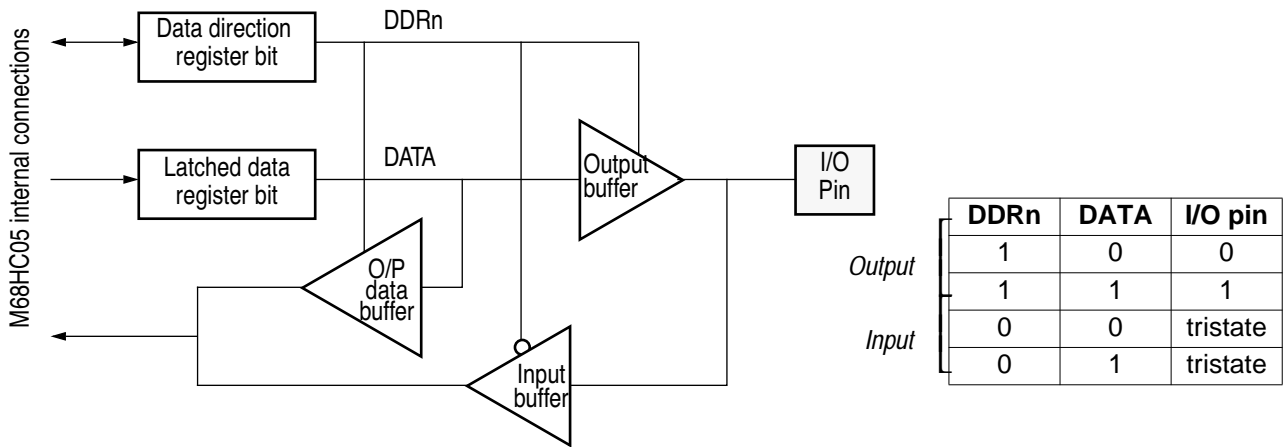 M68HC05 internal connections
Data direction
register bit
DDRn
Latched data
register bit
DATA
Output
buffer
I/O
Pin
O/P
data
buffer
Input
buffer
DDRn DATA I/O pin
Output
1 0 0
1 1 1
Input
0 0 tristate
0 1 tristate